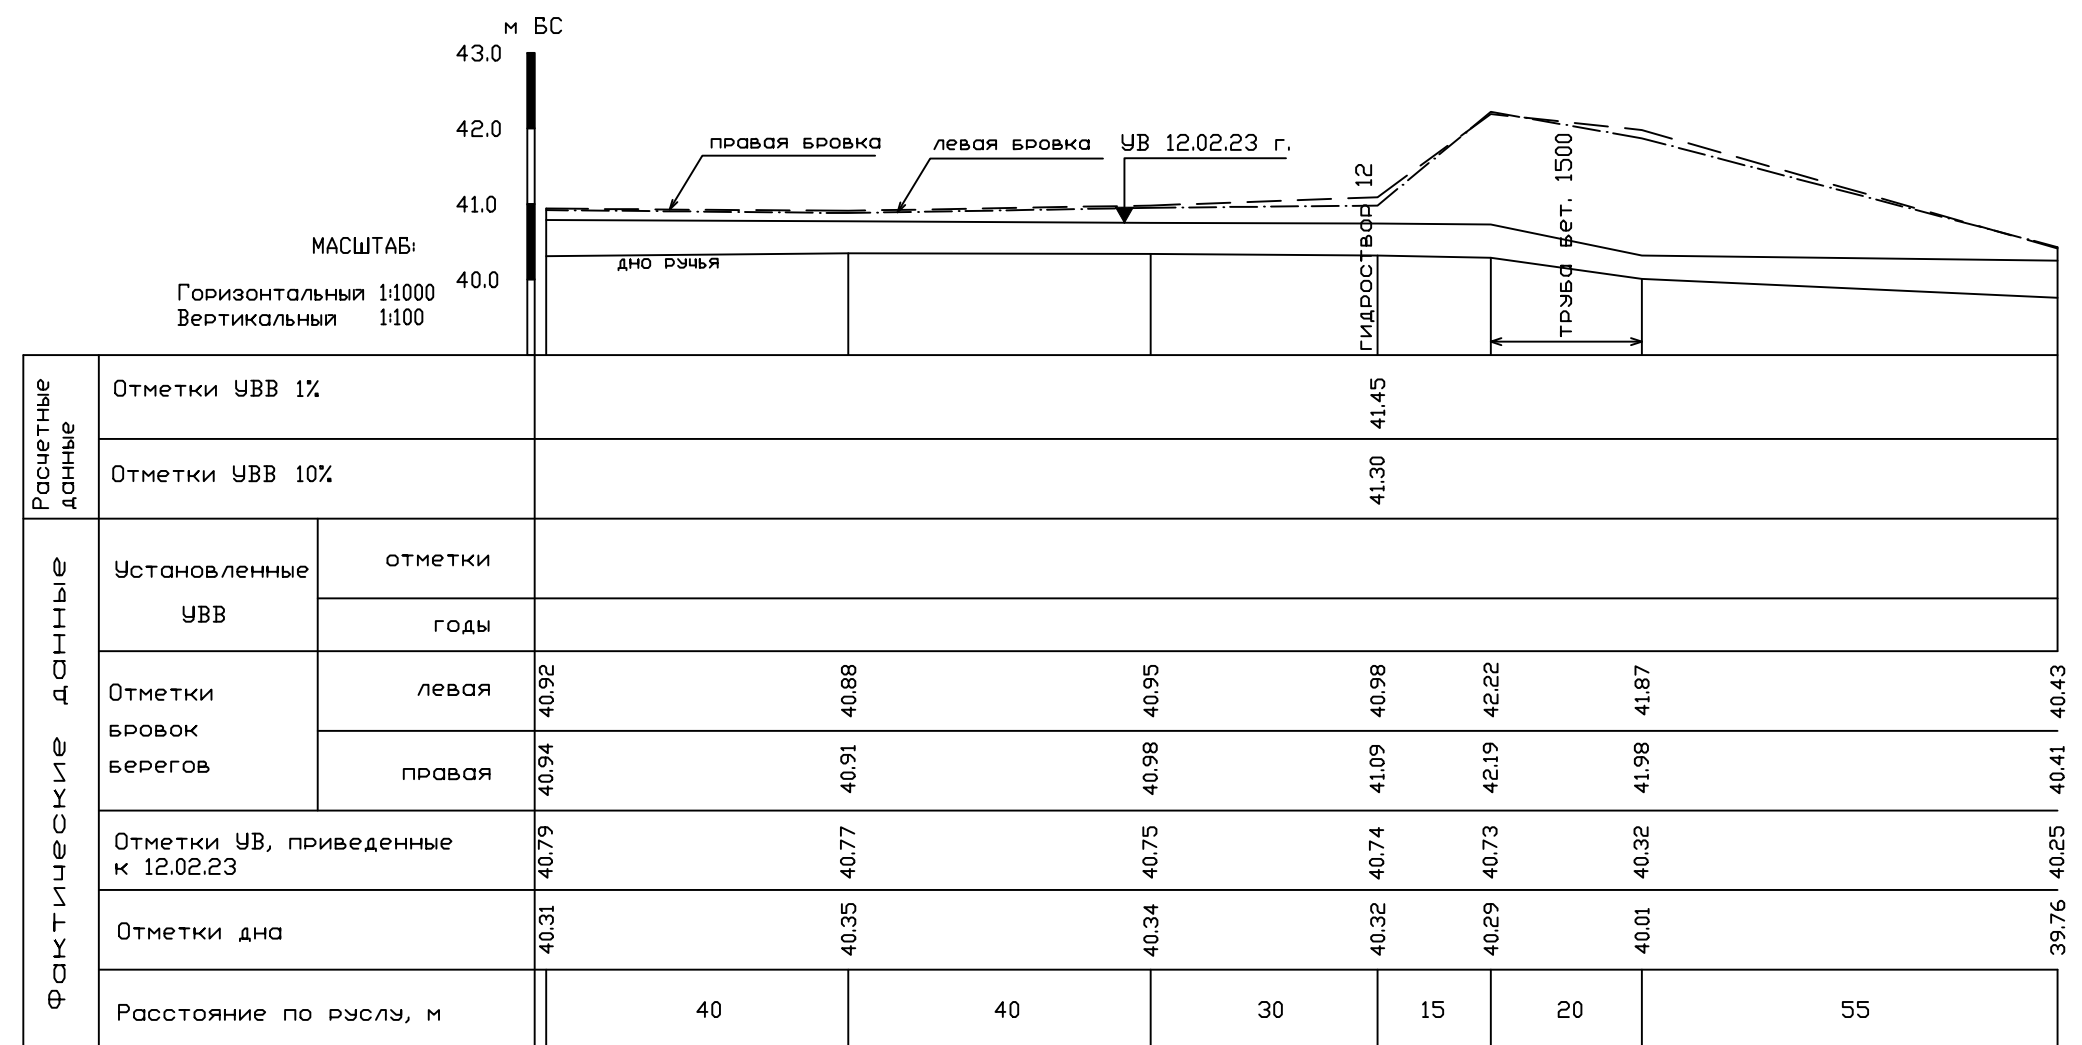 м БС
43.0
42.0
41.0
40.0
правая бровка
левая бровка
УВ 12.02.23 г.
гидроствор 12
труба бет. 1500
дно ручья
МАСШТАБ:
Горизонтальный 1:1000
Вертикальный 1:100
Расчетные
данные
Отметки УВВ 1%
41.45
Отметки УВВ 10%
41.30
Фактические данные
Установленные
УВВ
отметки
годы
Отметки
бровок
берегов
левая
40.92 40.88 40.95 40.98 42.22 41.87 40.43
правая
40.94 40.91 40.98 41.09 42.19 41.98 40.41
Отметки УВ, приведенные
к 12.02.23
40.79 40.77 40.75 40.74 40.73 40.32 40.25
Отметки дна
40.31 40.35 40.34 40.32 40.29 40.01 39.76
Расстояние по руслу, м
40 40 30 15 20 55